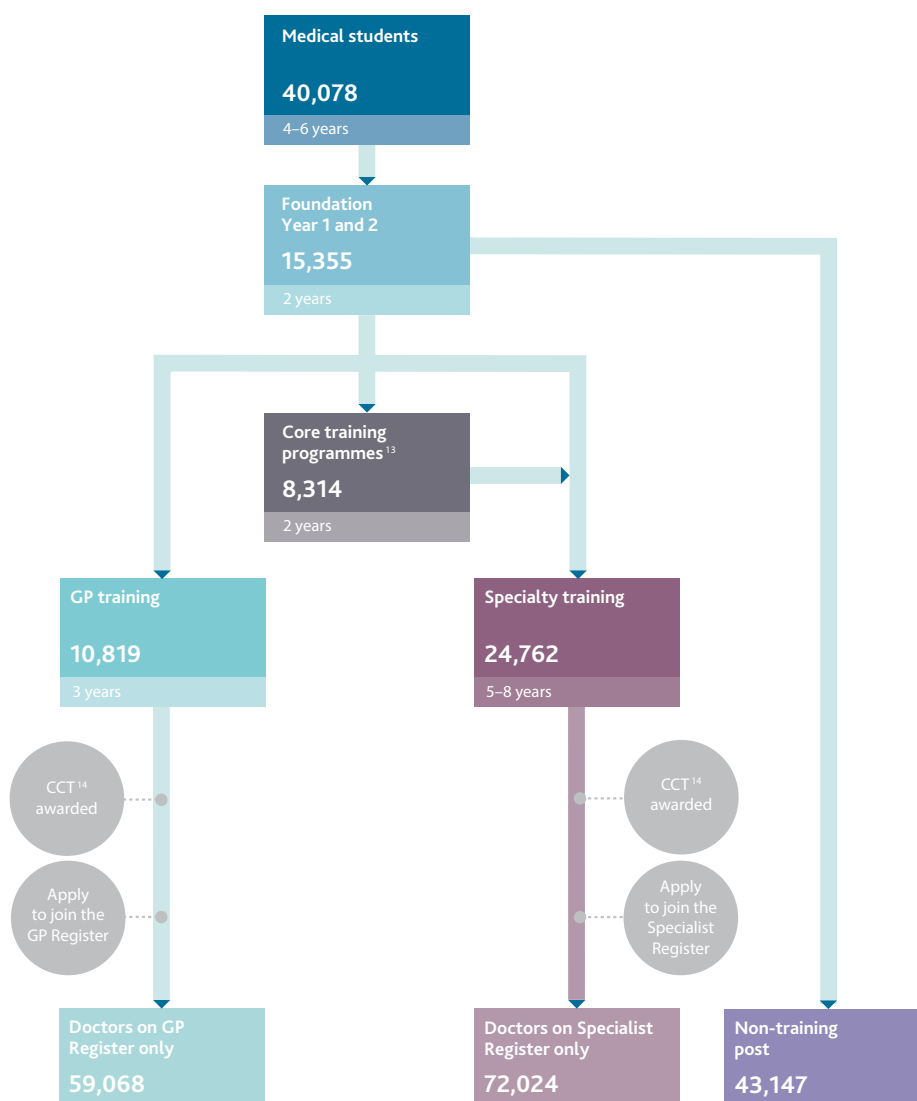 Medical students
40,078
4–6 years
Foundation
Year 1 and 2
15,355
2 years
Core training
programmes 13
8,314
2 years
GP training
10,819
3 years
Specialty training
24,762
5–8 years
CCT 14
awarded
Apply
to join the
GP Register
CCT 14
awarded
Apply
to join the
Specialist
Register
Doctors on GP
Register only
59,068
Doctors on Specialist
Register only
72,024
Non-training
post
43,147